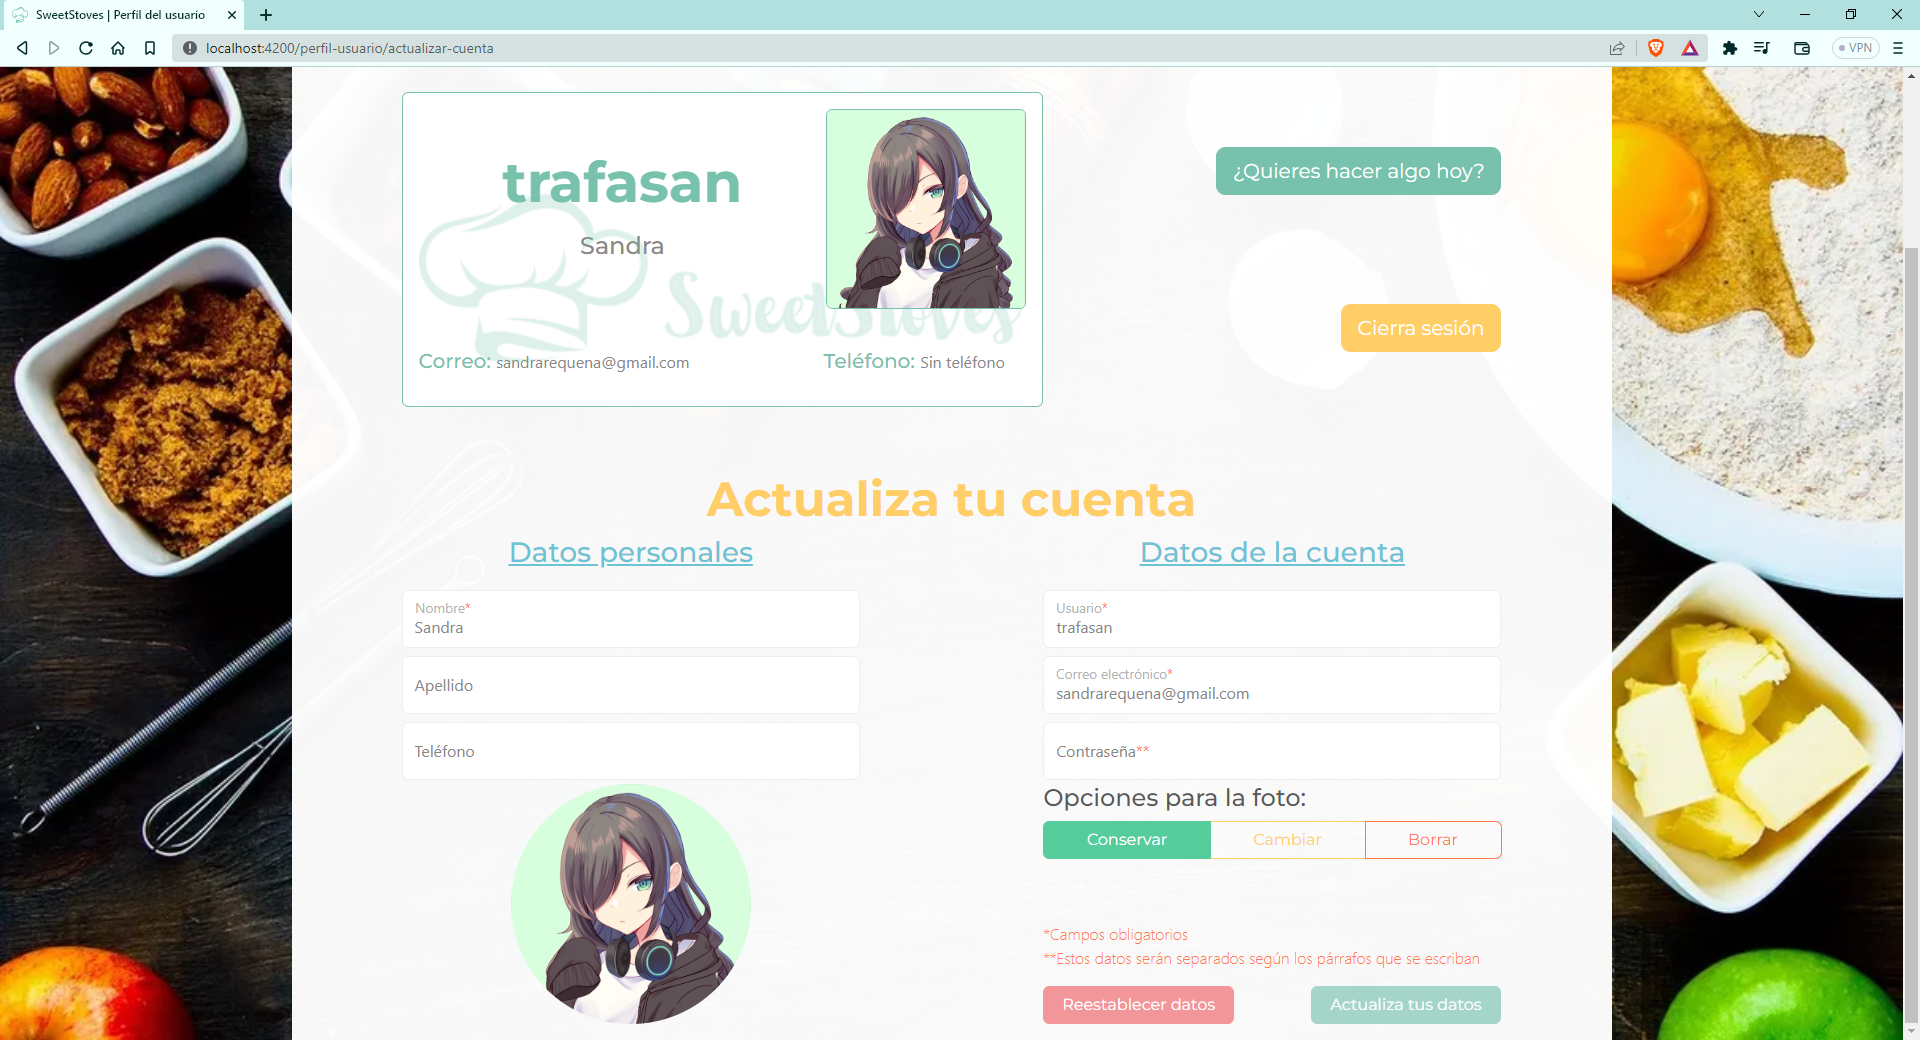 SweetStoves | Perfil del usuario
localhost:4200/perfil-usuario/actualizar-cuenta
VPN
trafasan
Sandra
SweetStoves
Correo: sandrarequena@gmail.com
Teléfono: Sin teléfono
¿Quieres hacer algo hoy?
Cierra sesión
Actualiza tu cuenta
Datos personales
Nombre*
Sandra
Apellido
Teléfono
Datos de la cuenta
Usuario*
trafasan
Correo electrónico*
sandrarequena@gmail.com
Contraseña**
Opciones para la foto:
Conservar
Cambiar
Borrar
*Campos obligatorios
**Estos datos serán separados según los párrafos que se escriban
Reestablecer datos
Actualiza tus datos